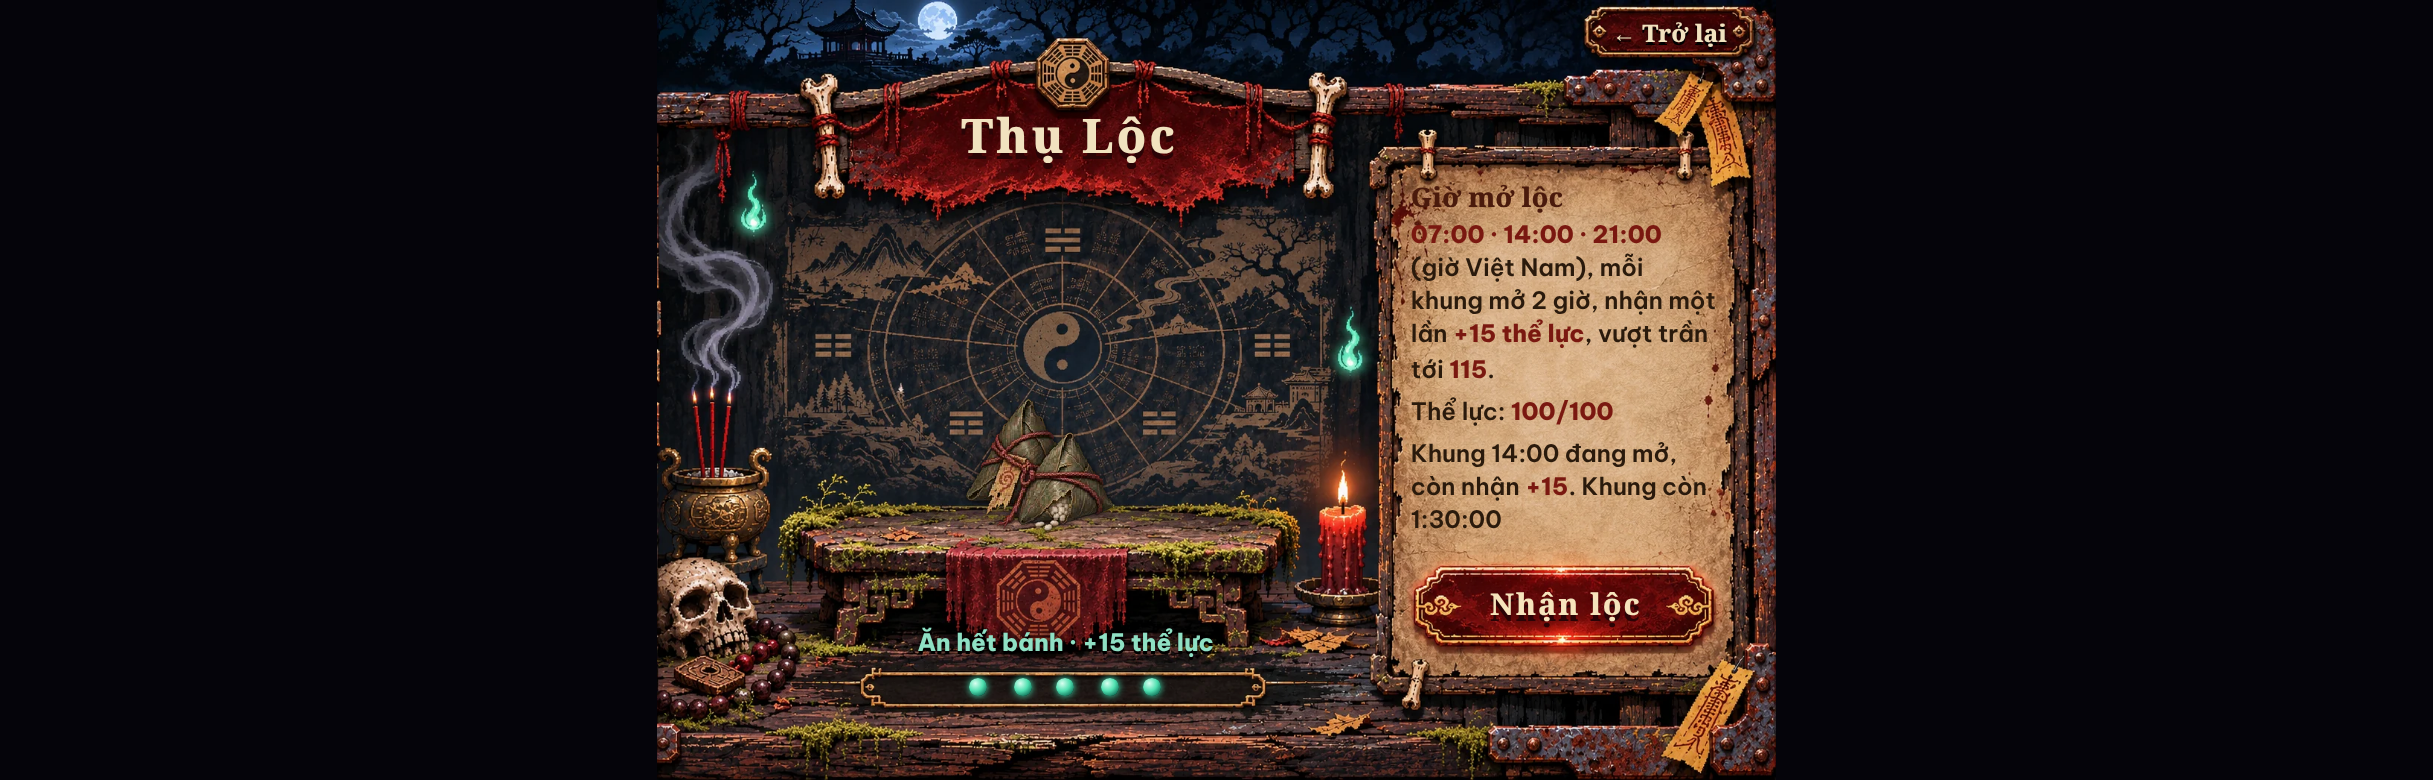 ← Trở lại
Thụ Lộc
Giờ mở lộc
07:00 · 14:00 · 21:00
(giờ Việt Nam), mỗi
khung mở 2 giờ, nhận một
lần +15 thể lực, vượt trần
tới 115.
Thể lực: 100/100
Khung 14:00 đang mở,
còn nhận +15. Khung còn
1:30:00
Nhận lộc
Ăn hết bánh · +15 thể lực